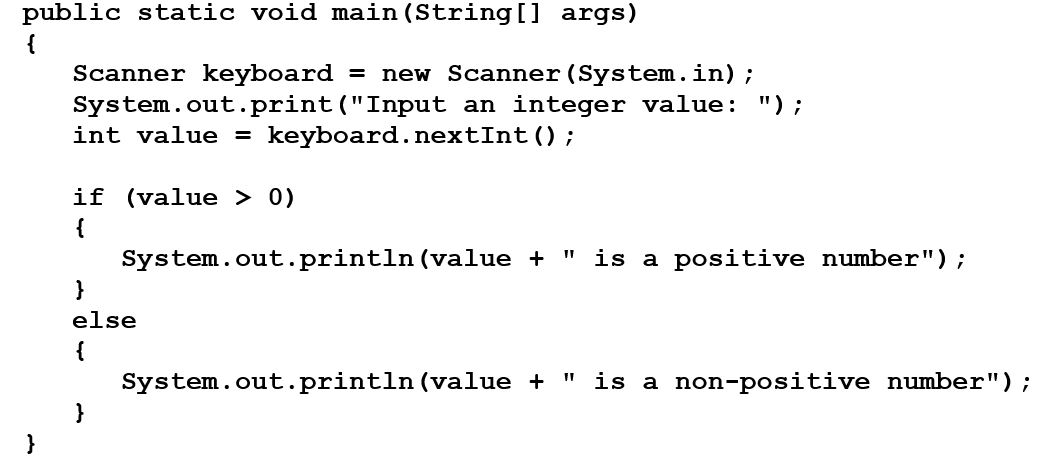 public static void main(String[] args)
{
   Scanner keyboard = new Scanner(System.in);
   System.out.print("Input an integer value: ");
   int value = keyboard.nextInt();

   if (value > 0)
   {
      System.out.println(value + " is a positive number");
   }
   else
   {
      System.out.println(value + " is a non-positive number");
   }
}